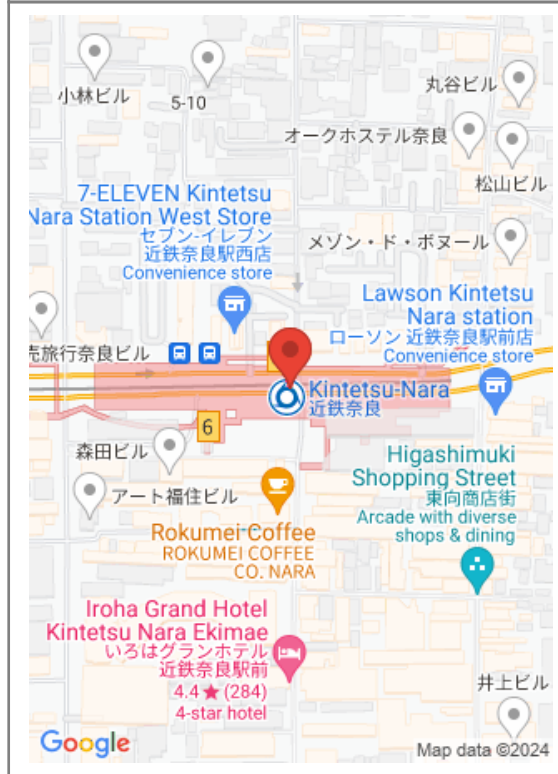 小林ビル
5-10
丸谷ビル
オークホステル奈良
松山ビル
7-ELEVEN Kintetsu
Nara Station West Store
セブン-イレブン
近鉄奈良駅西店
Convenience store
メゾン・ド・ボヌール
Lawson Kintetsu
Nara station
ローソン 近鉄奈良駅前店
Convenience store
売旅行奈良ビル
Kintetsu-Nara
近鉄奈良
6
森田ビル
アート福住ビル
Higashimuki
Shopping Street
東向商店街
Arcade with diverse
shops & dining
Rokumei Coffee
ROKUMEI COFFEE
CO. NARA
Iroha Grand Hotel
Kintetsu Nara Ekimae
いろはグランホテル
近鉄奈良駅前
4.4★(284)
4-star hotel
井上ビル
Google
Map data ©2024